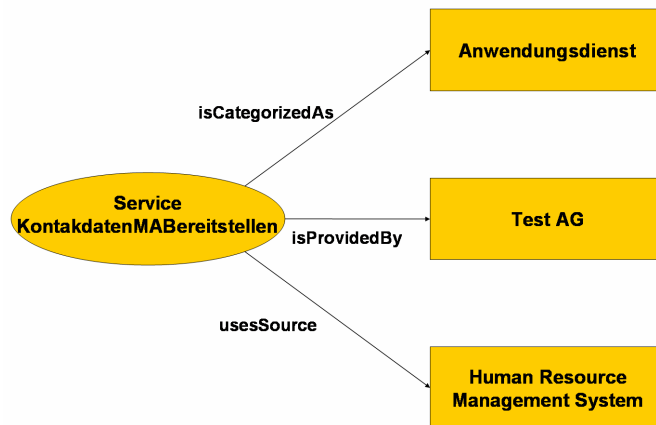 Anwendungsdienst
isCategorizedAs
Service
KontakdatenMABereitstellen
Test AG
isProvidedBy
usesSource
Human Resource
Management System